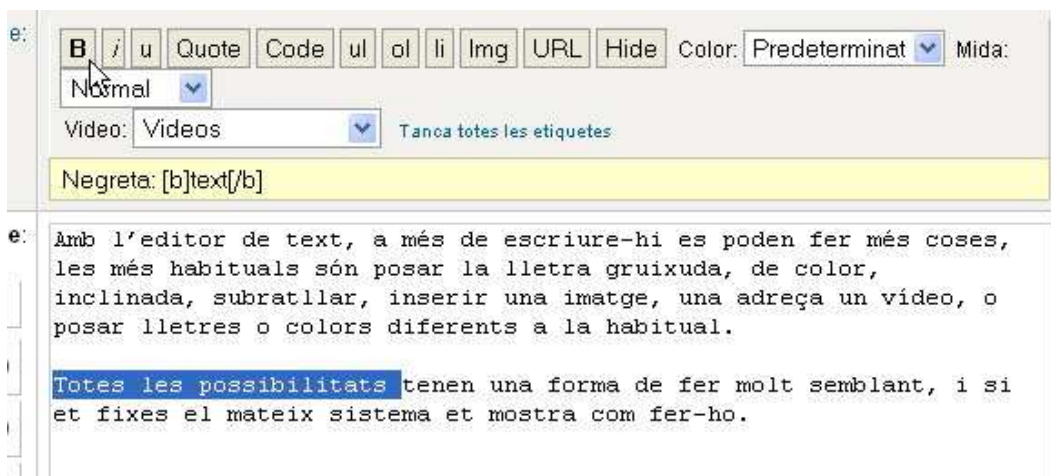 e:
B i u Quote Code ul ol li Img URL Hide Color: Predeterminat Mida:
Normal
Video: Videos Tanca totes les etiquetes
Negreta: [b]text[/b]
e:
Amb l'editor de text, a més de escriure-hi es poden fer més coses,
les més habituals són posar la lletra gruixuda, de color,
inclinada, subratllar, inserir una imatge, una adreça un vídeo, o
posar lletres o colors diferents a la habitual.
Totes les possibilitats tenen una forma de fer molt semblant, i si
et fixes el mateix sistema et mostra com fer-ho.